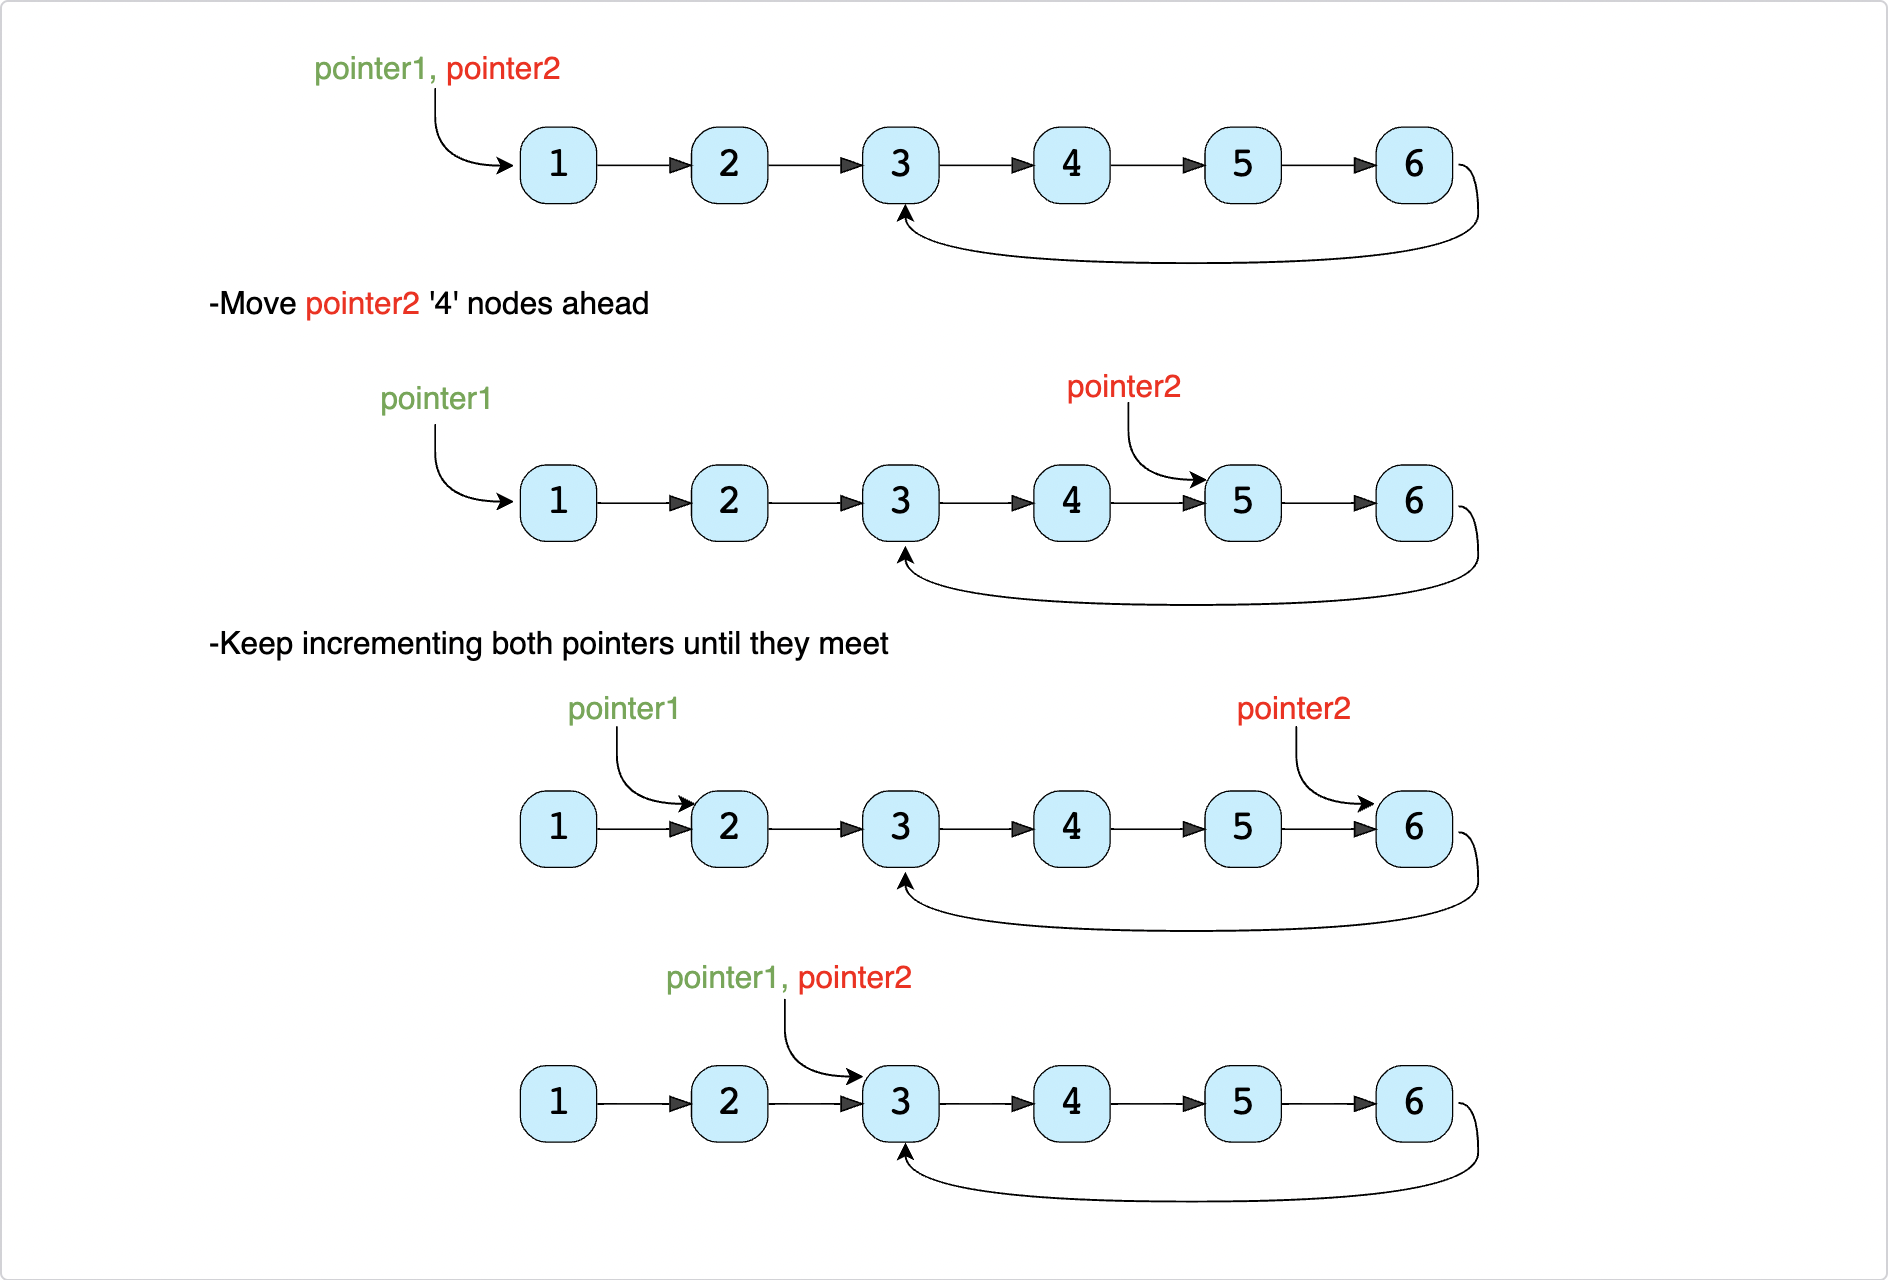 pointer1, pointer2
1 2 3 4 5 6
-Move pointer2 '4' nodes ahead
pointer1 pointer2
1 2 3 4 5 6
-Keep incrementing both pointers until they meet
pointer1 pointer2
1 2 3 4 5 6
pointer1, pointer2
1 2 3 4 5 6